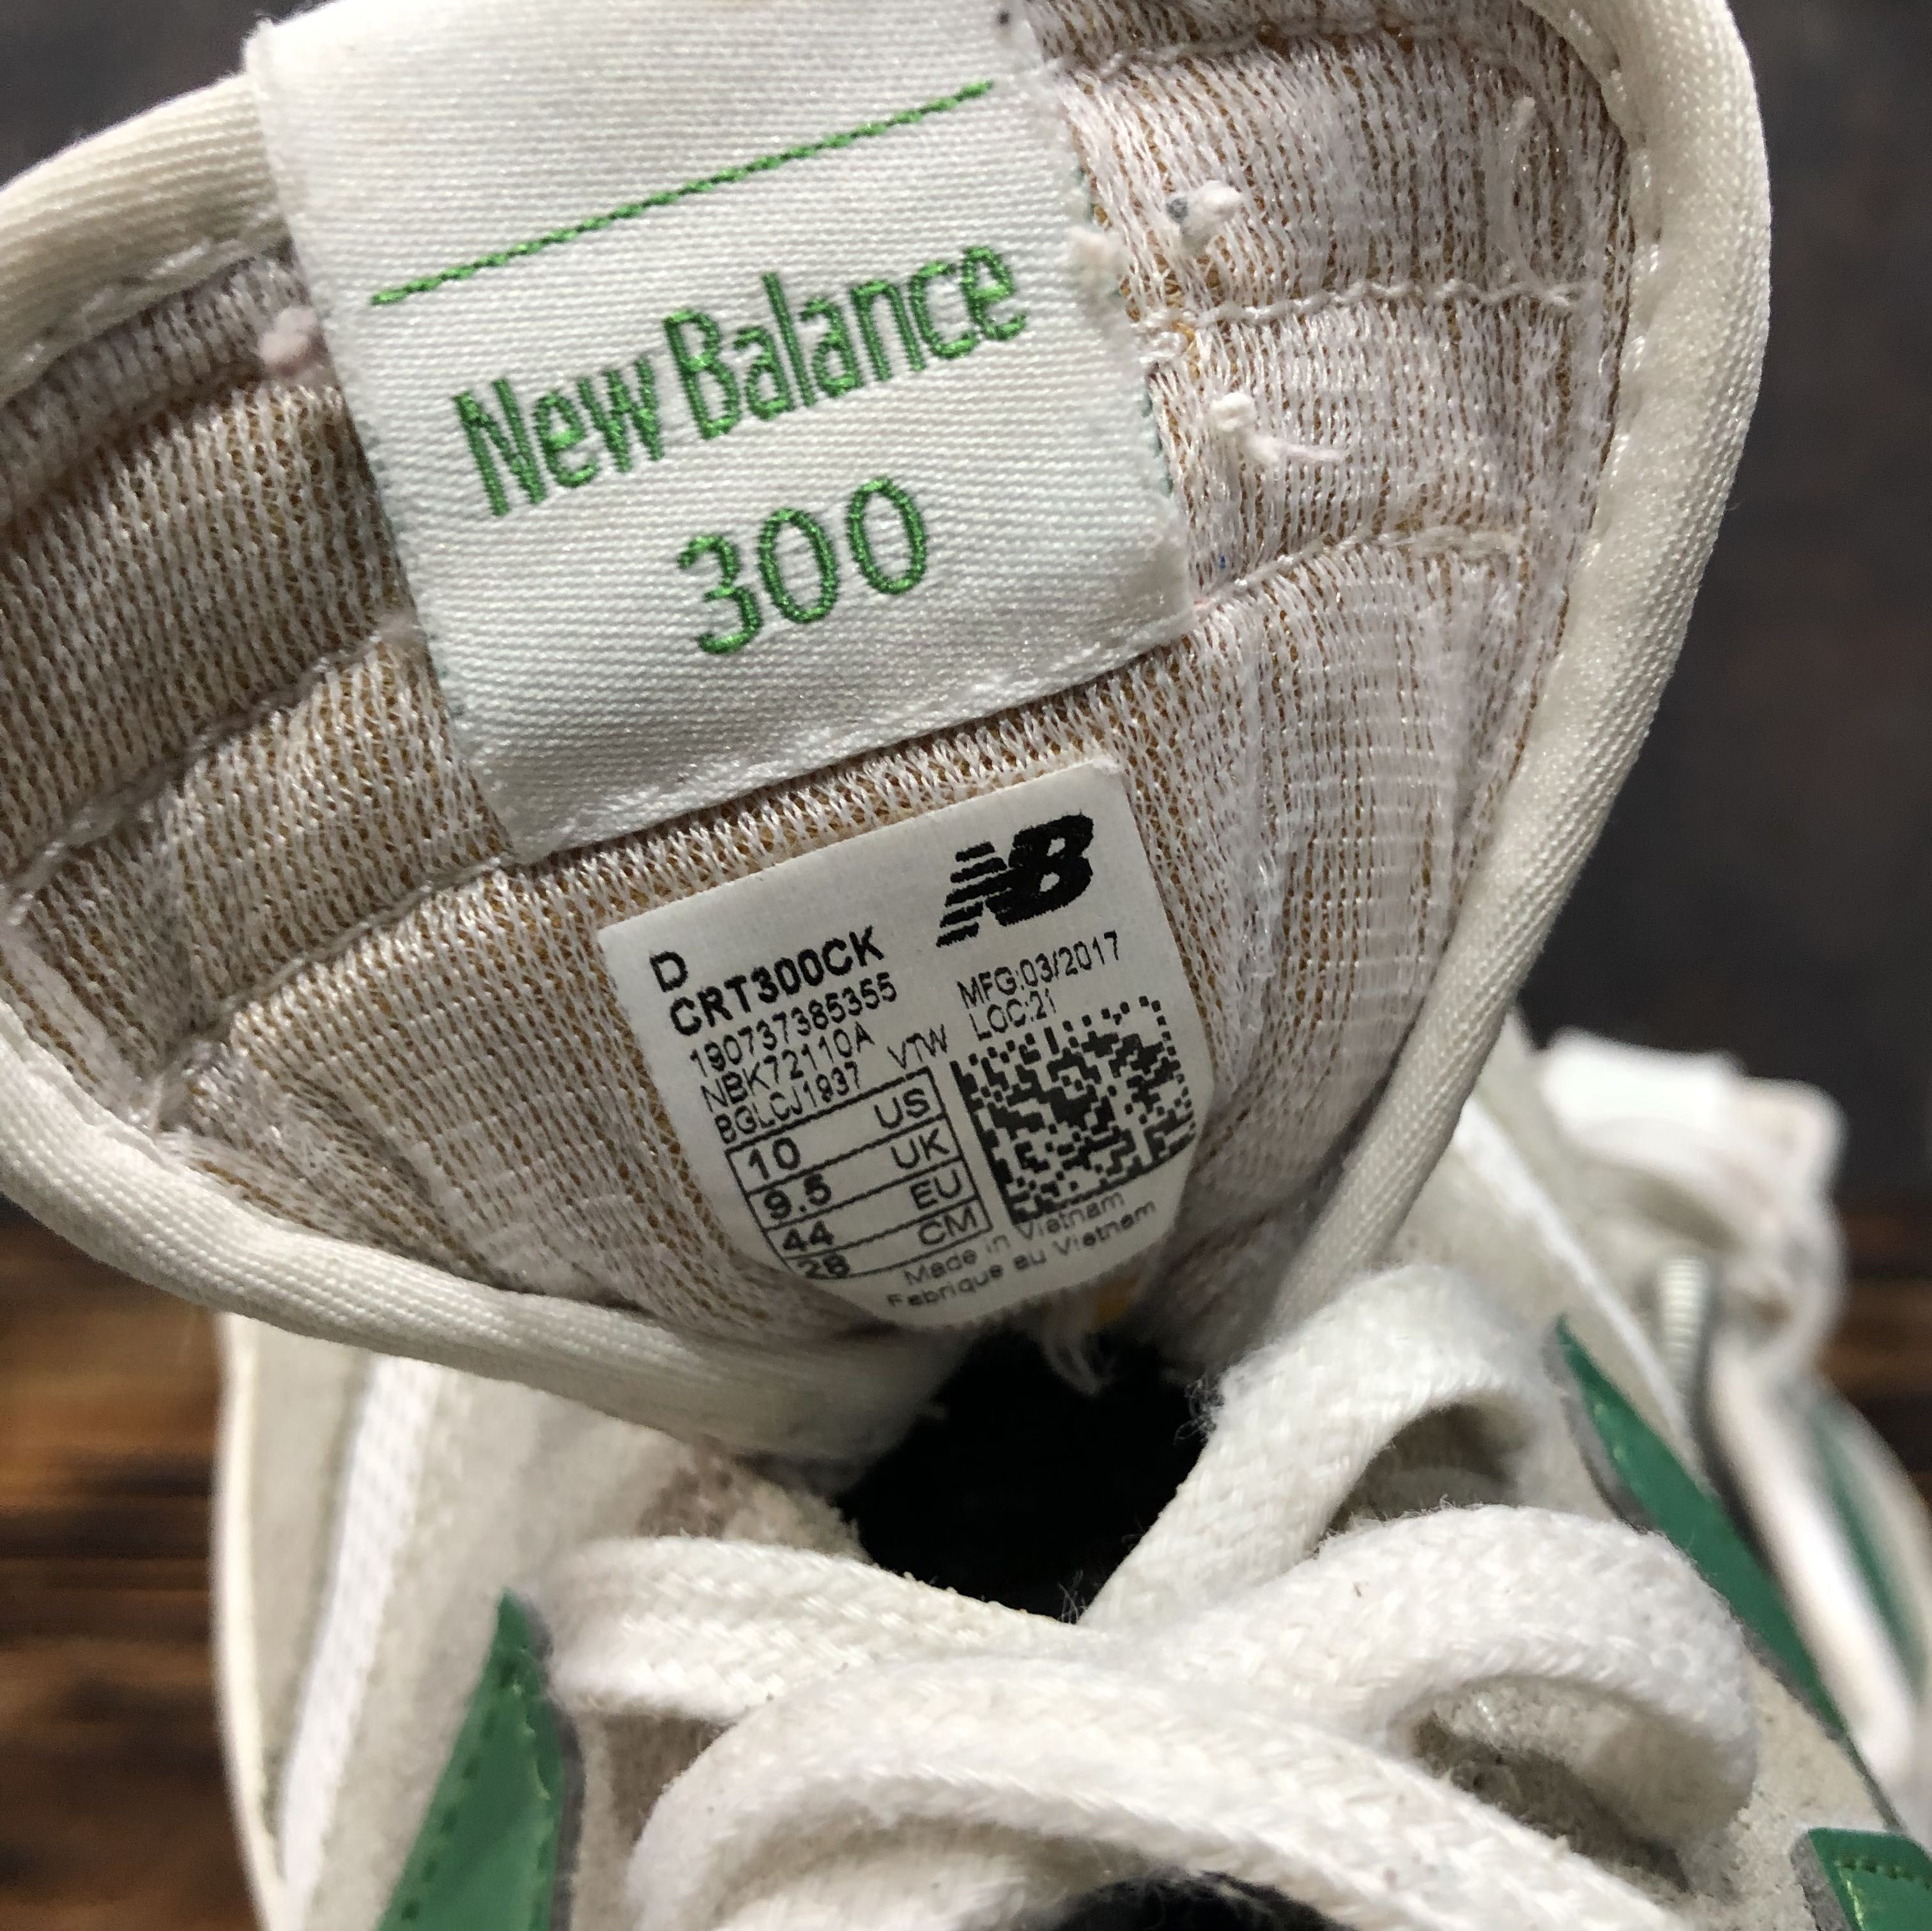 New Balance
300
NB
D
CRT300CK
190737385355
NBK72110A
BGLCJ1937 VTW
MFG:03/2017
LOC:21
10 US
9.5 UK
44 EU
28 CM
Made in Vietnam
Fabrique au Vietnam